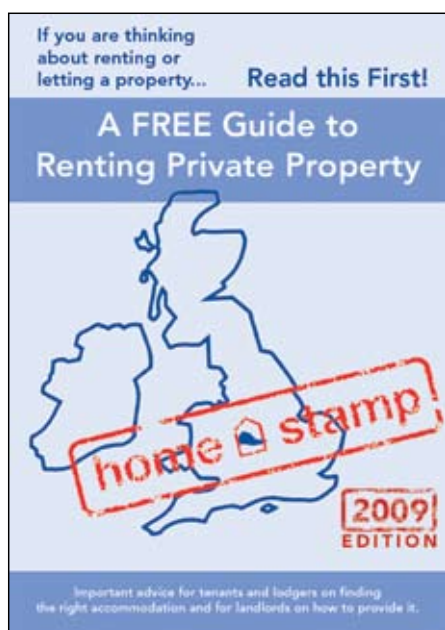 If you are thinking
about renting or
letting a property...
Read this First!
A FREE Guide to
Renting Private Property
home stamp
2009
EDITION
Important advice for tenants and lodgers on finding
the right accommodation and for landlords on how to provide it.